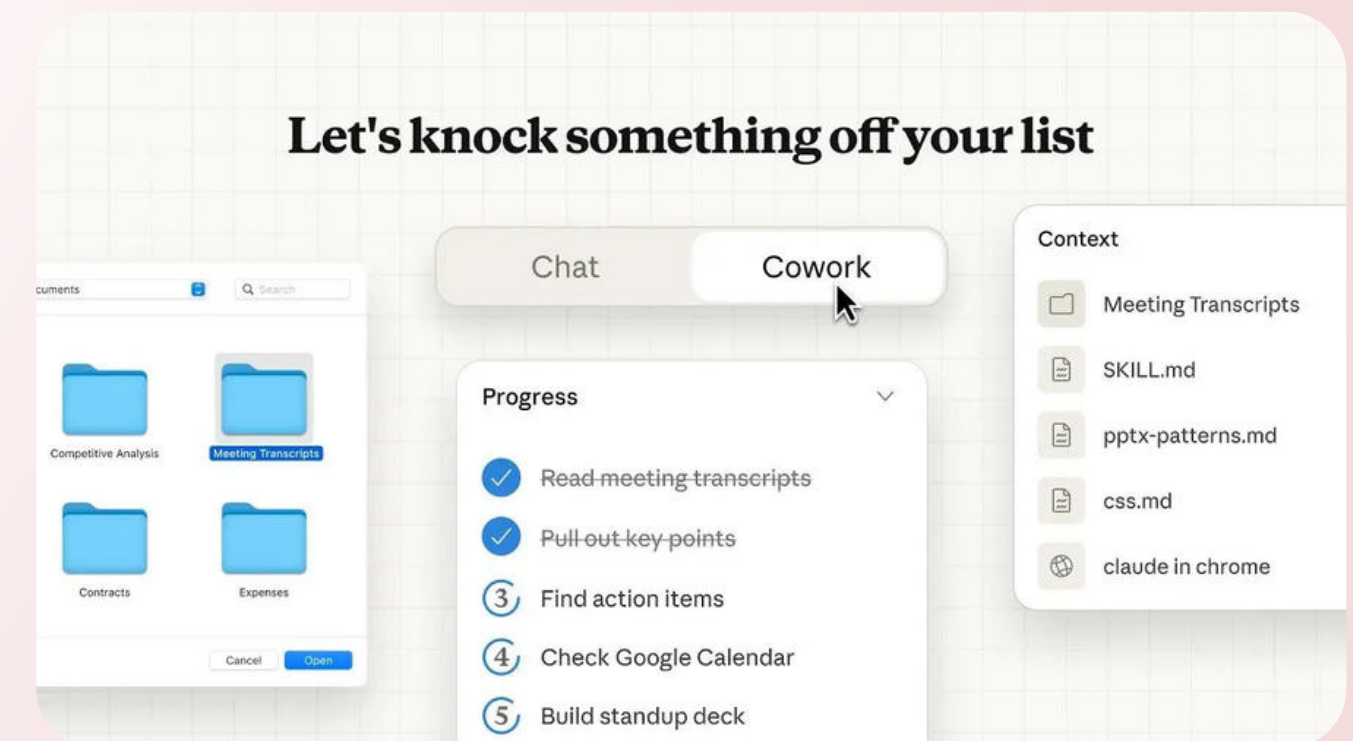 Let's knock something off your list
Chat
Cowork
cuments
Search
Competitive Analysis
Meeting Transcripts
Contracts
Expenses
Cancel
Open
Progress
Read meeting transcripts
Pull out key points
3
Find action items
4
Check Google Calendar
5
Build standup deck
Context
Meeting Transcripts
SKILL.md
pptx-patterns.md
css.md
claude in chrome